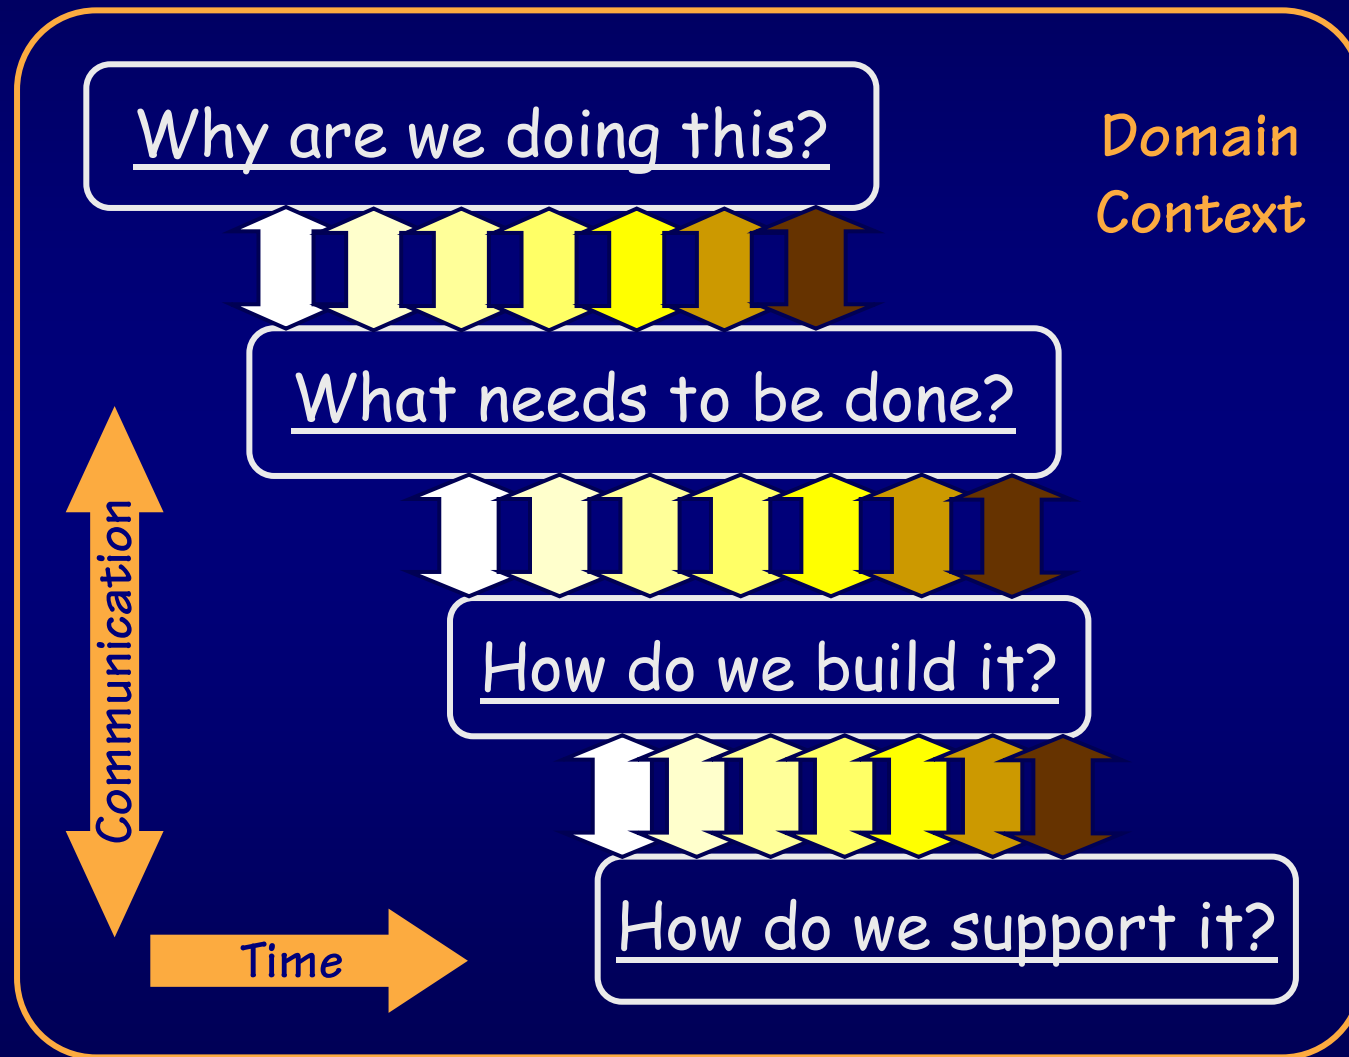 Why are we doing this?
Domain
Context
What needs to be done?
Communication
How do we build it?
How do we support it?
Time